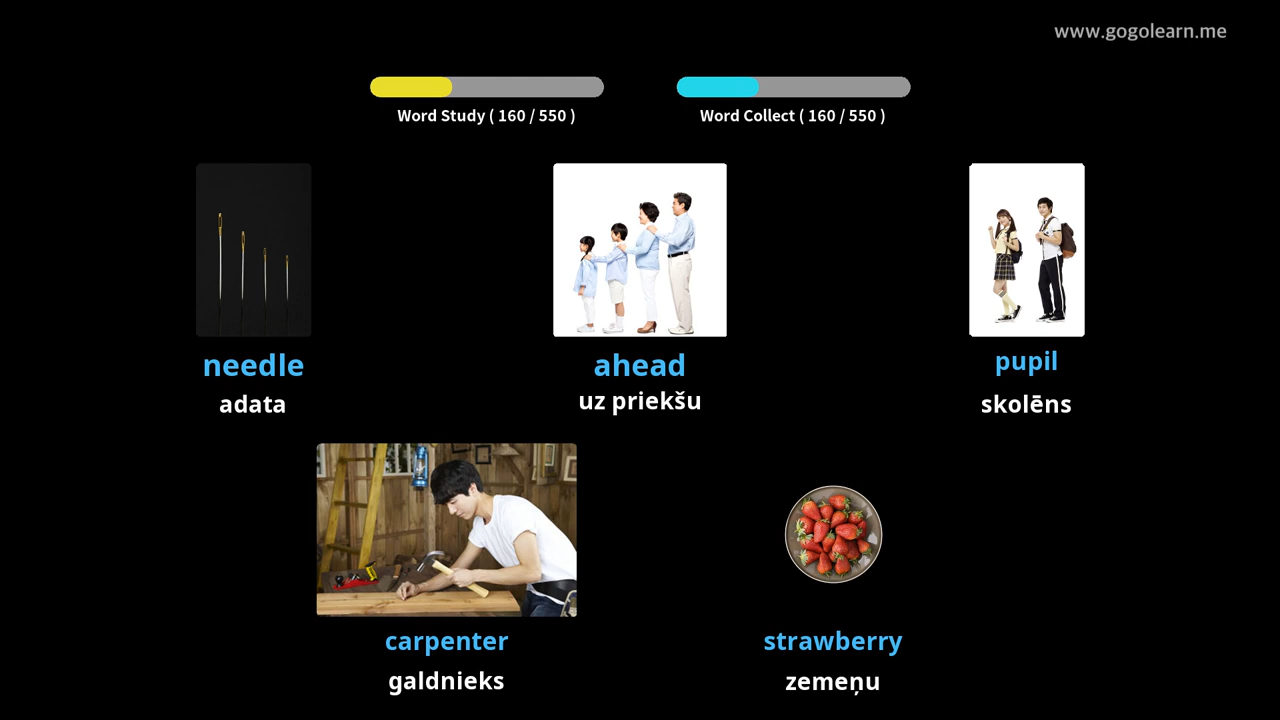 www.gogolearn.me
Word Study ( 160 / 550 )
Word Collect ( 160 / 550 )
needle
adata
ahead
uz priekšu
pupil
skolēns
carpenter
galdnieks
strawberry
zemeņu